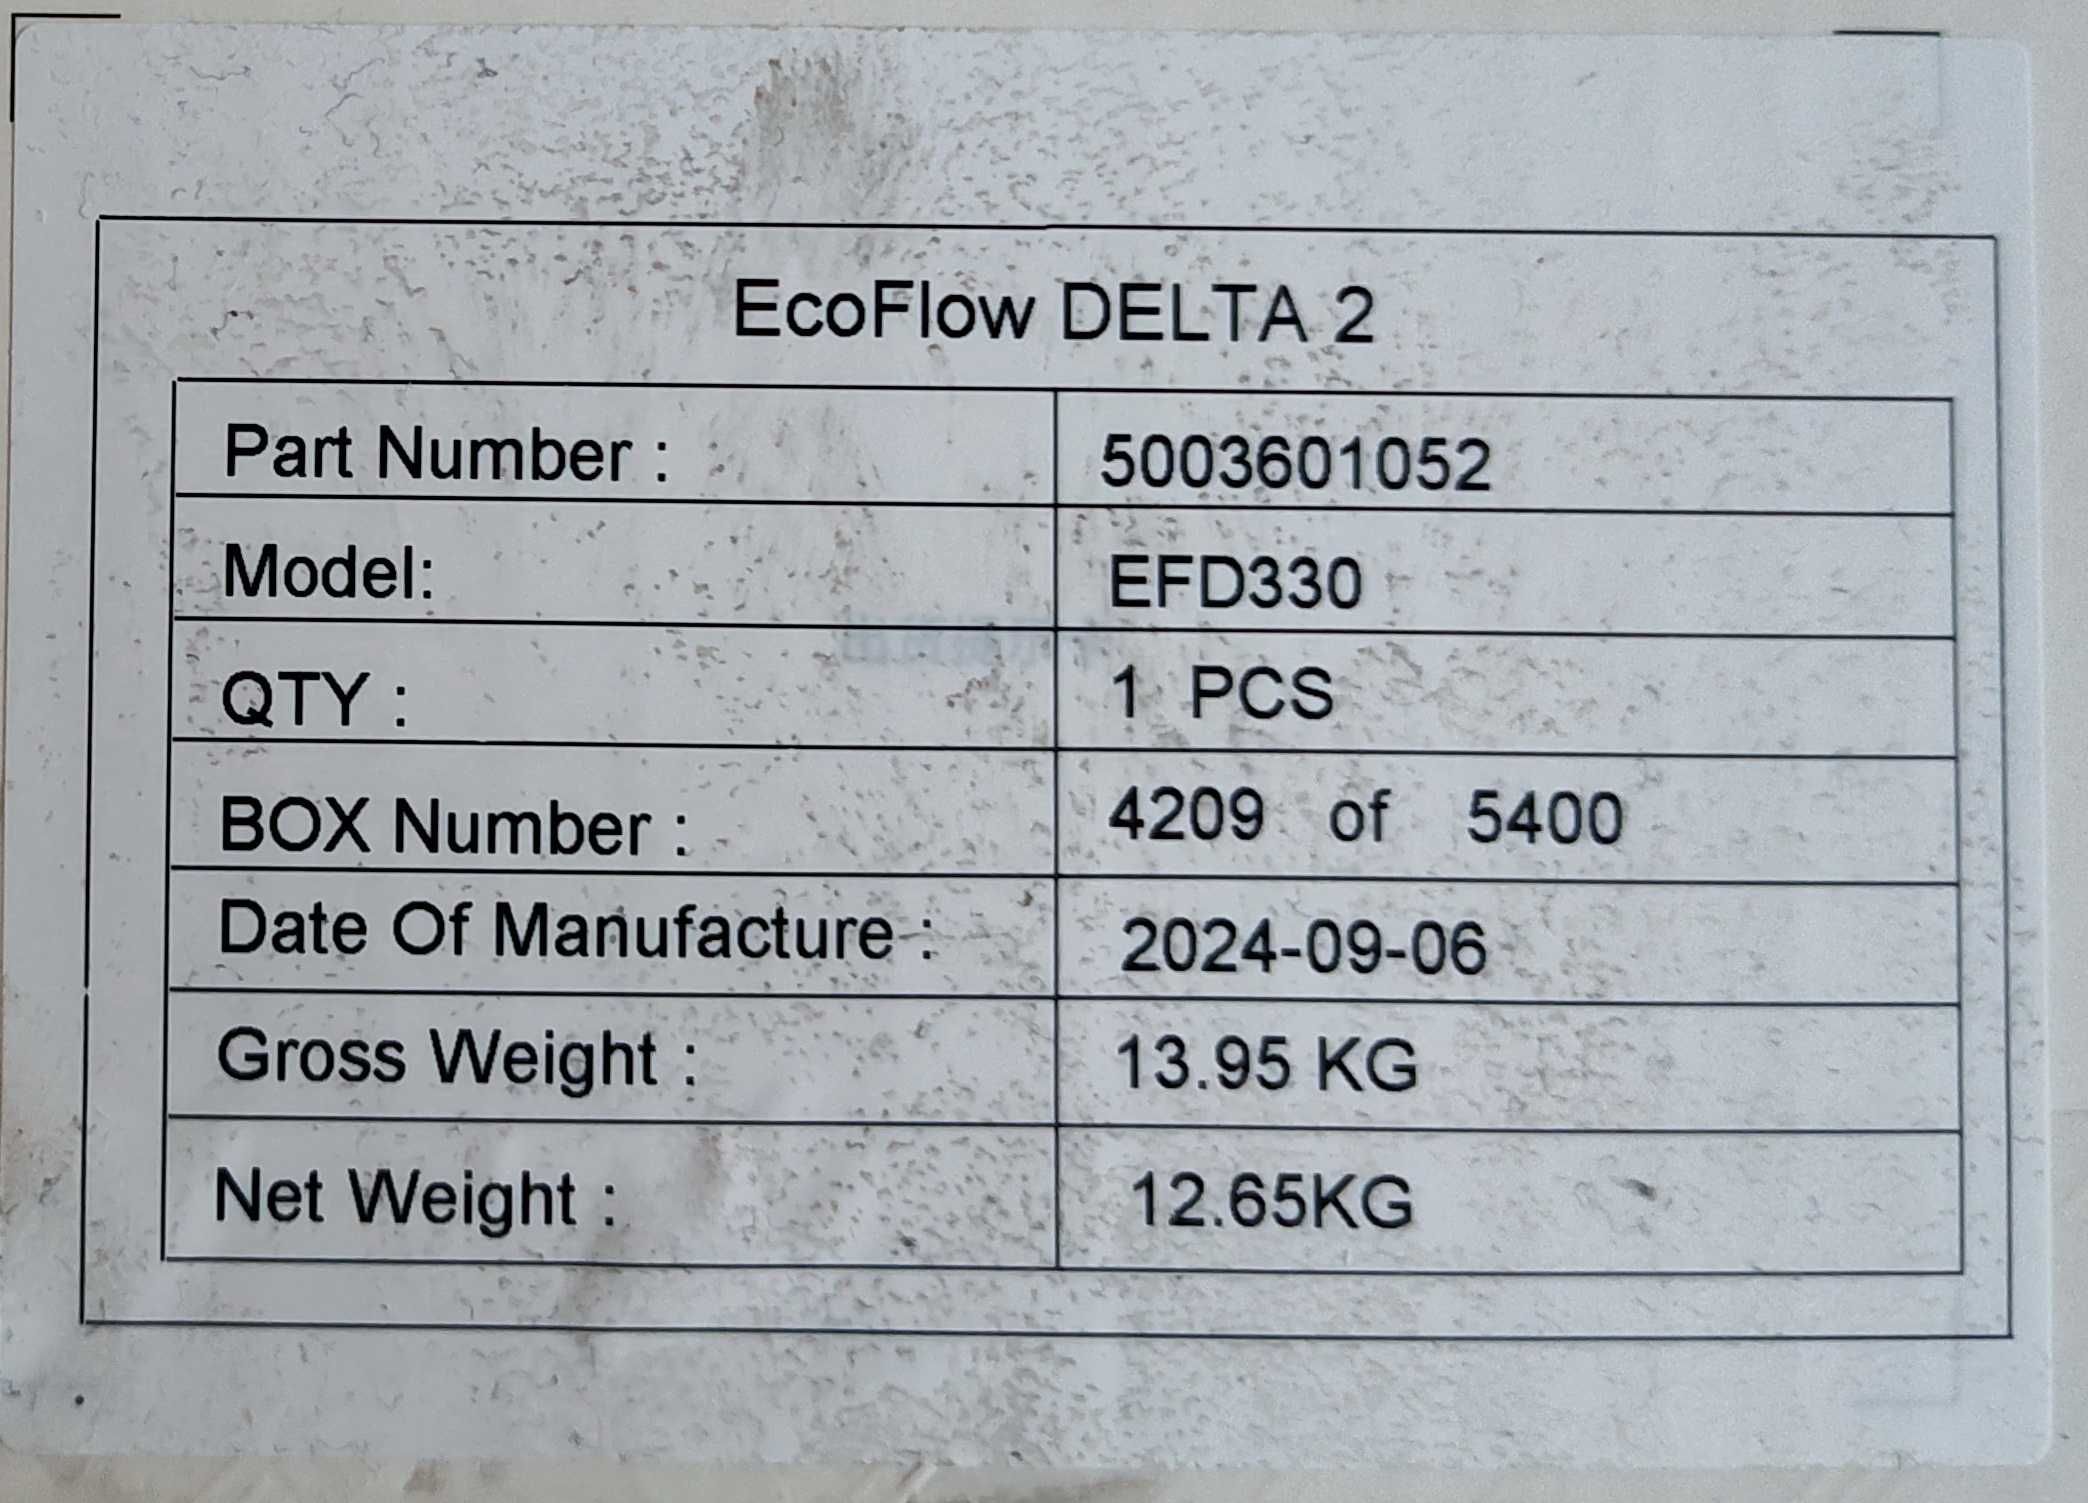 EcoFlow DELTA 2
Part Number : 5003601052
Model: EFD330
QTY : 1 PCS
BOX Number : 4209 of 5400
Date Of Manufacture : 2024-09-06
Gross Weight : 13.95 KG
Net Weight : 12.65KG